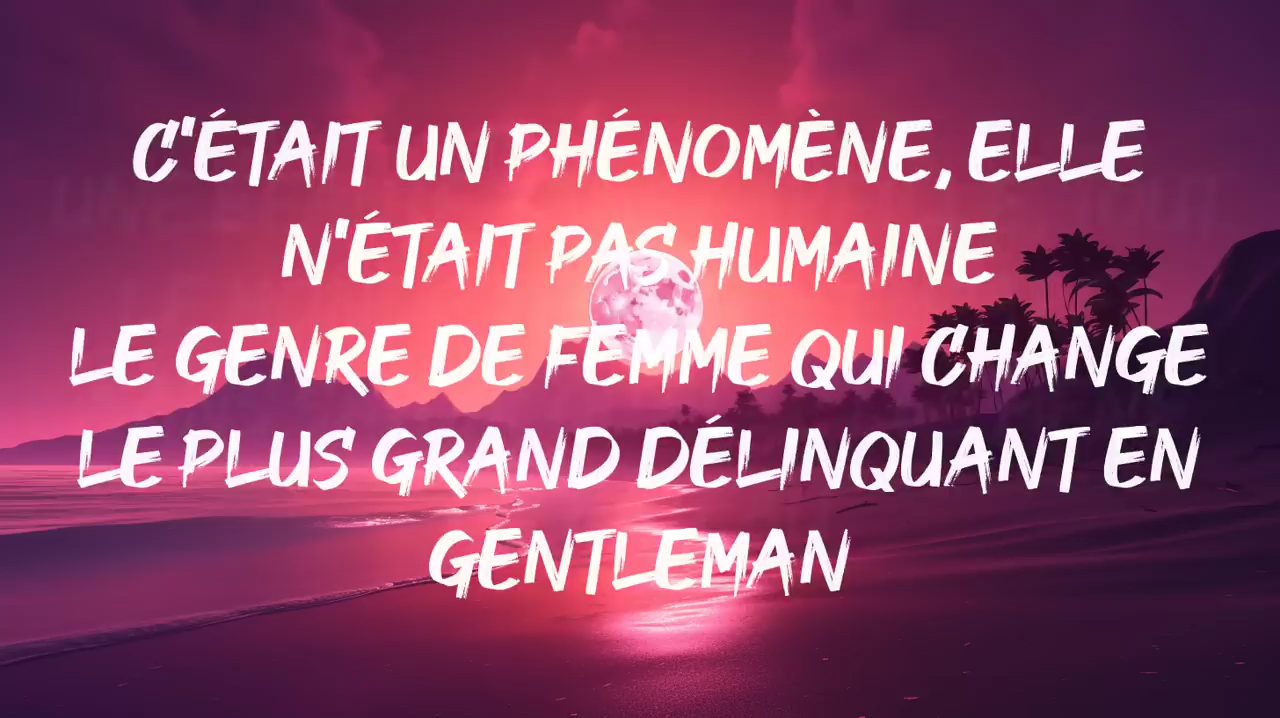 C'ÉTAIT UN PHÉNOMÈNE, ELLE
N'ÉTAIT PAS HUMAINE
LE GENRE DE FEMME QUI CHANGE
LE PLUS GRAND DÉLINQUANT EN
GENTLEMAN